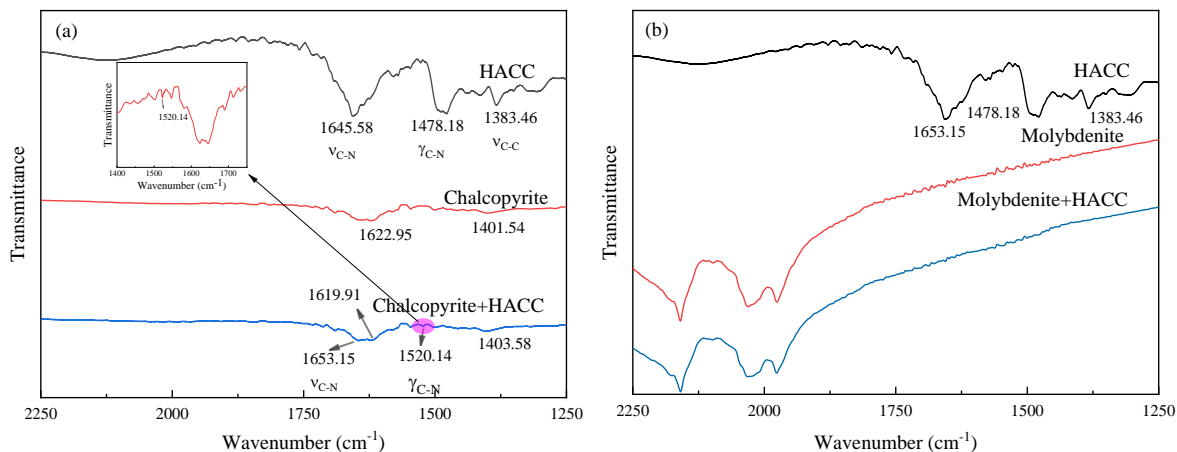 (a)
HACC
1645.58
1478.18
1383.46
νC-N
γC-N
νC-C
Transmittance
1520.14
1400
1500
1600
1700
Wavenumber (cm-1)
Chalcopyrite
1622.95
1401.54
1619.91
Chalcopyrite+HACC
1653.15
1520.14
1403.58
νC-N
γC-N
Transmittance
2250
2000
1750
1500
1250
Wavenumber (cm-1)
(b)
HACC
1653.15
1478.18
1383.46
Molybdenite
Molybdenite+HACC
Transmittance
2250
2000
1750
1500
1250
Wavenumber (cm-1)